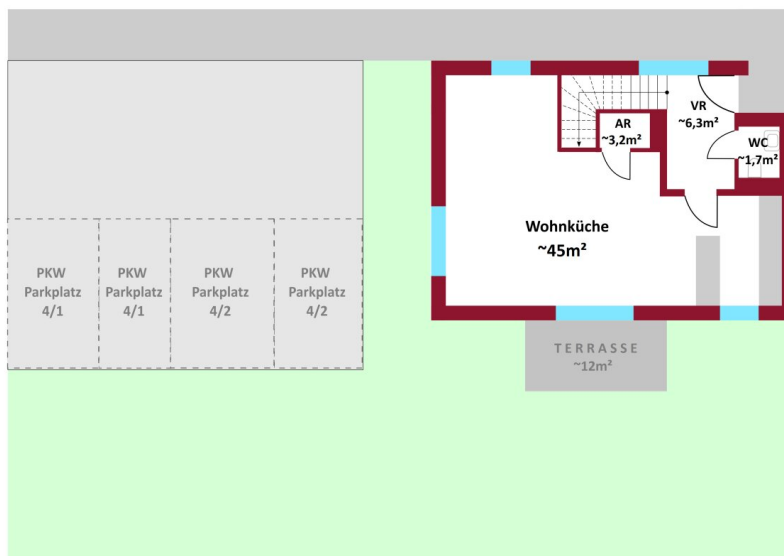 VR
~6,3m²
AR
~3,2m²
WC
~1,7m²
Wohnküche
~45m²
PKW
Parkplatz
4/1
PKW
Parkplatz
4/1
PKW
Parkplatz
4/2
PKW
Parkplatz
4/2
TERRASSE
~12m²